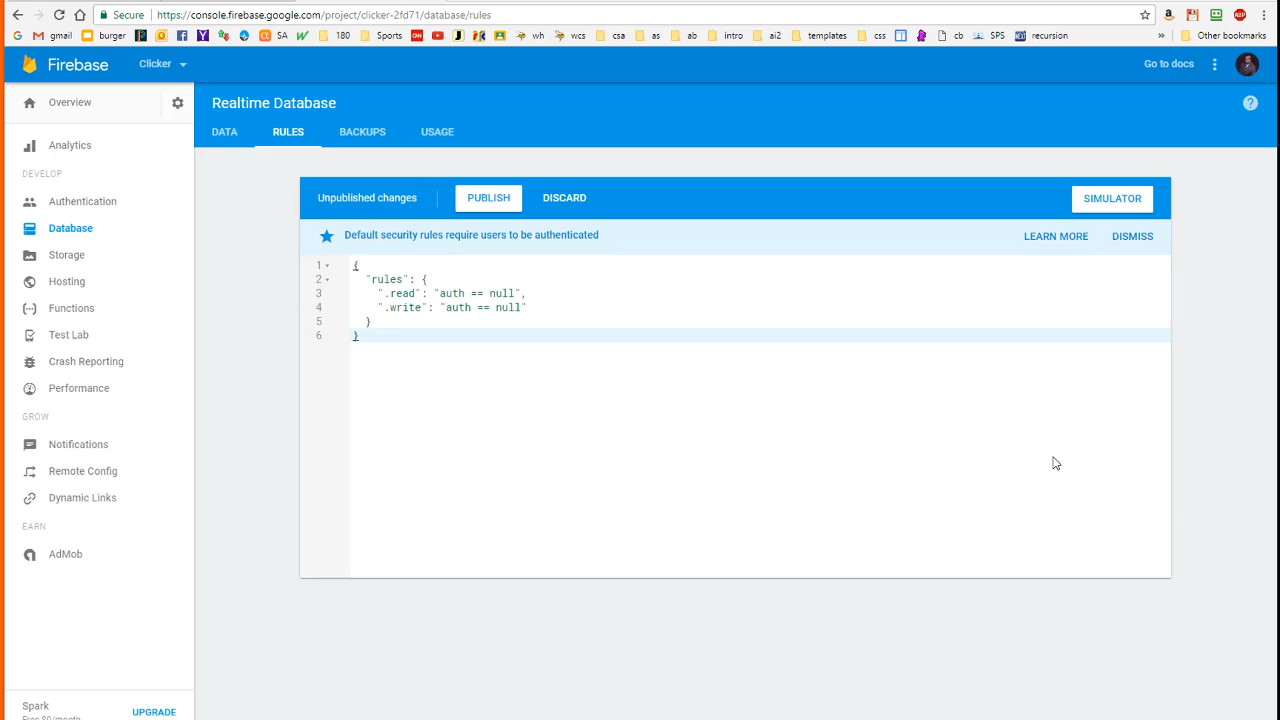 Secure
https://console.firebase.google.com/project/clicker-2fd71/database/rules
gmail burger SA 180 Sports wh wcs csa as ab intro ai2 templates css cb SPS recursion » Other bookmarks
Firebase Clicker Go to docs
Overview
Analytics
DEVELOP
Authentication
Database
Storage
Hosting
Functions
Test Lab
Crash Reporting
Performance
GROW
Notifications
Remote Config
Dynamic Links
EARN
AdMob
Spark
Free $0/month
UPGRADE
Realtime Database
DATA RULES BACKUPS USAGE
Unpublished changes PUBLISH DISCARD SIMULATOR
Default security rules require users to be authenticated LEARN MORE DISMISS
1 {
2 "rules": {
3 ".read": "auth == null",
4 ".write": "auth == null"
5 }
6 }